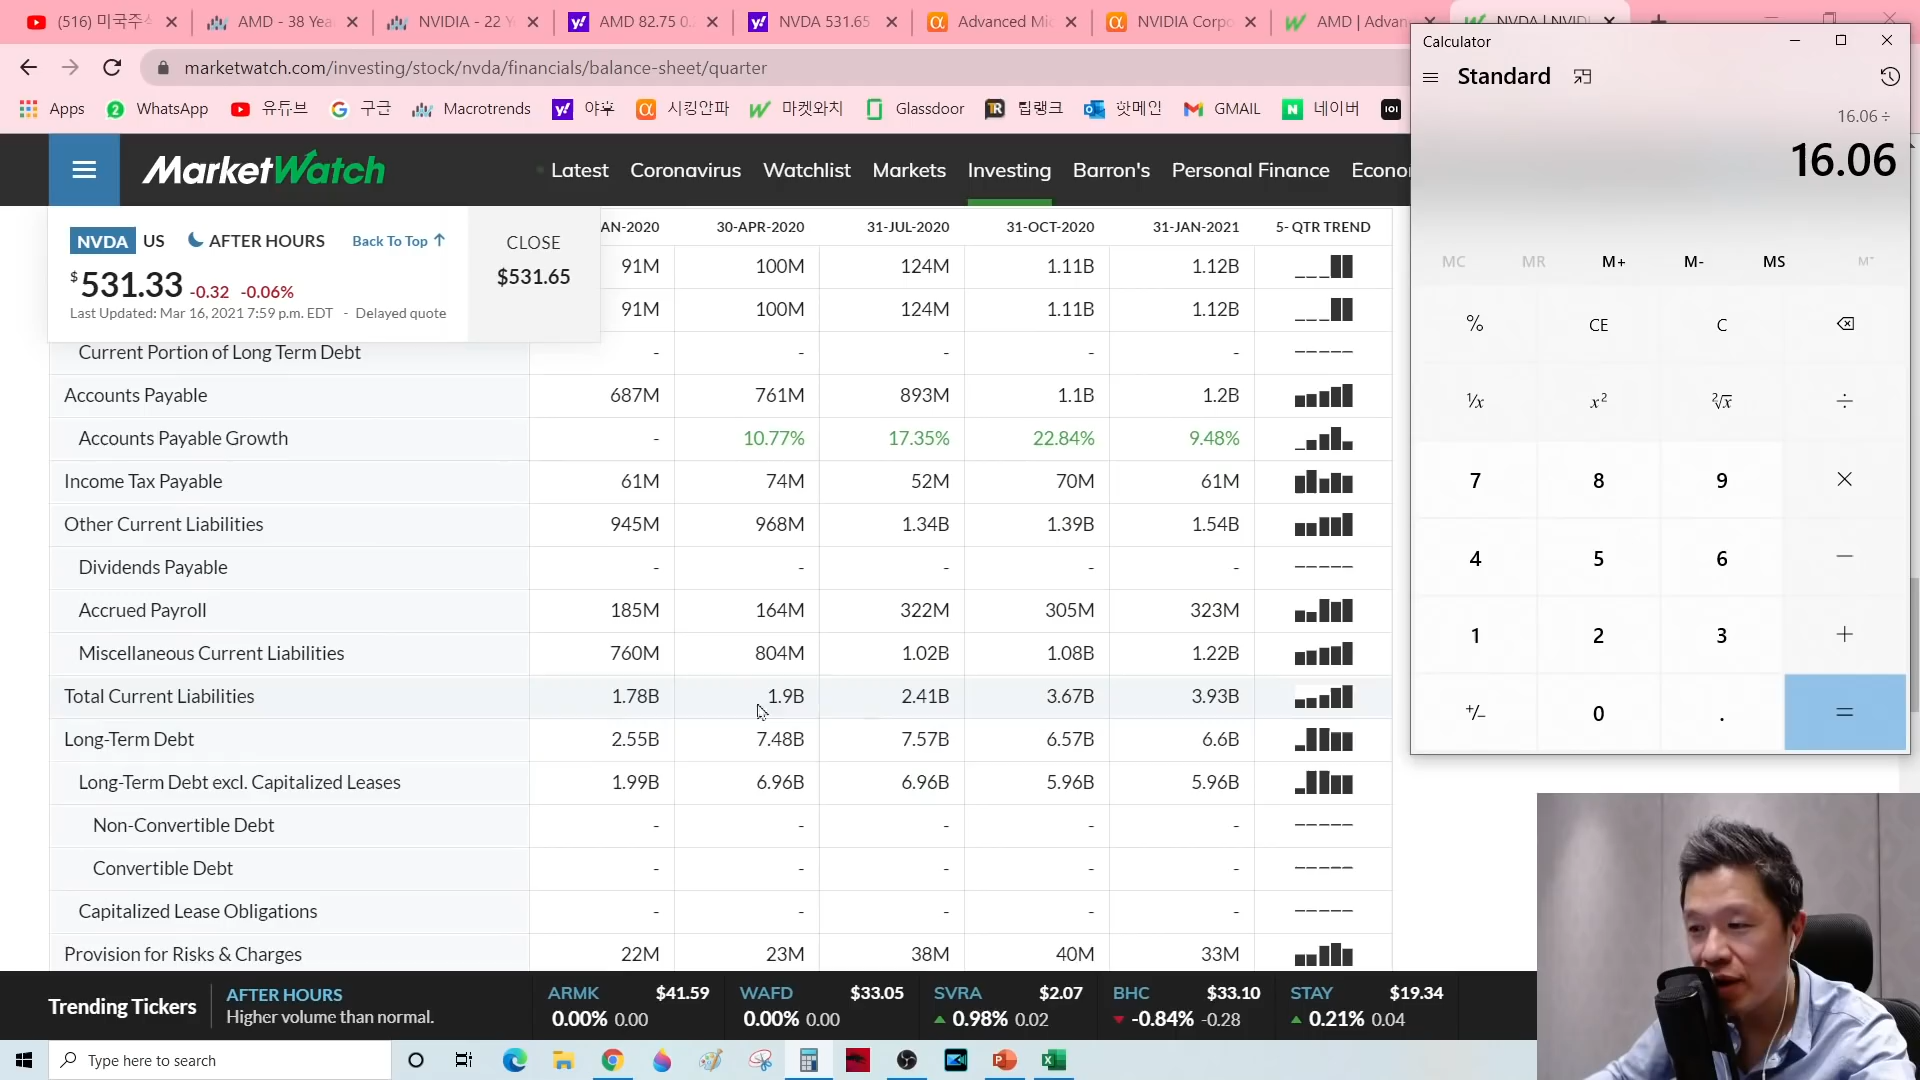 (516) 미국주식
AMD - 38 Yea
NVIDIA - 22 Y
AMD 82.75 0.
NVDA 531.65
Advanced Mic
NVIDIA Corpo
AMD | Advan
NVDA | NVIDI
marketwatch.com/investing/stock/nvda/financials/balance-sheet/quarter
Apps
WhatsApp
유튜브
구글
Macrotrends
야후
시킹알파
마켓와치
Glassdoor
팁랭크
핫메인
GMAIL
네이버
MarketWatch
Latest
Coronavirus
Watchlist
Markets
Investing
Barron's
Personal Finance
Econo
NVDA US AFTER HOURS Back To Top ↑
$531.33 -0.32 -0.06%
Last Updated: Mar 16, 2021 7:59 p.m. EDT - Delayed quote
CLOSE
$531.65
AN-2020 30-APR-2020 31-JUL-2020 31-OCT-2020 31-JAN-2021 5- QTR TREND
91M 100M 124M 1.11B 1.12B
91M 100M 124M 1.11B 1.12B
Current Portion of Long Term Debt - - - - -
Accounts Payable 687M 761M 893M 1.1B 1.2B
Accounts Payable Growth - 10.77% 17.35% 22.84% 9.48%
Income Tax Payable 61M 74M 52M 70M 61M
Other Current Liabilities 945M 968M 1.34B 1.39B 1.54B
Dividends Payable - - - - -
Accrued Payroll 185M 164M 322M 305M 323M
Miscellaneous Current Liabilities 760M 804M 1.02B 1.08B 1.22B
Total Current Liabilities 1.78B 1.9B 2.41B 3.67B 3.93B
Long-Term Debt 2.55B 7.48B 7.57B 6.57B 6.6B
Long-Term Debt excl. Capitalized Leases 1.99B 6.96B 6.96B 5.96B 5.96B
Non-Convertible Debt - - - - -
Convertible Debt - - - - -
Capitalized Lease Obligations - - - - -
Provision for Risks & Charges 22M 23M 38M 40M 33M
Trending Tickers
AFTER HOURS
Higher volume than normal.
ARMK $41.59
0.00% 0.00
WAFD $33.05
0.00% 0.00
SVRA $2.07
0.98% 0.02
BHC $33.10
-0.84% -0.28
STAY $19.34
0.21% 0.04
Type here to search
Calculator
Standard
16.06 ÷
16.06
MC MR M+ M- MS M˅
% CE C
⅟x x² ²√x ÷
7 8 9 ×
4 5 6 −
1 2 3 +
+/− 0 . =